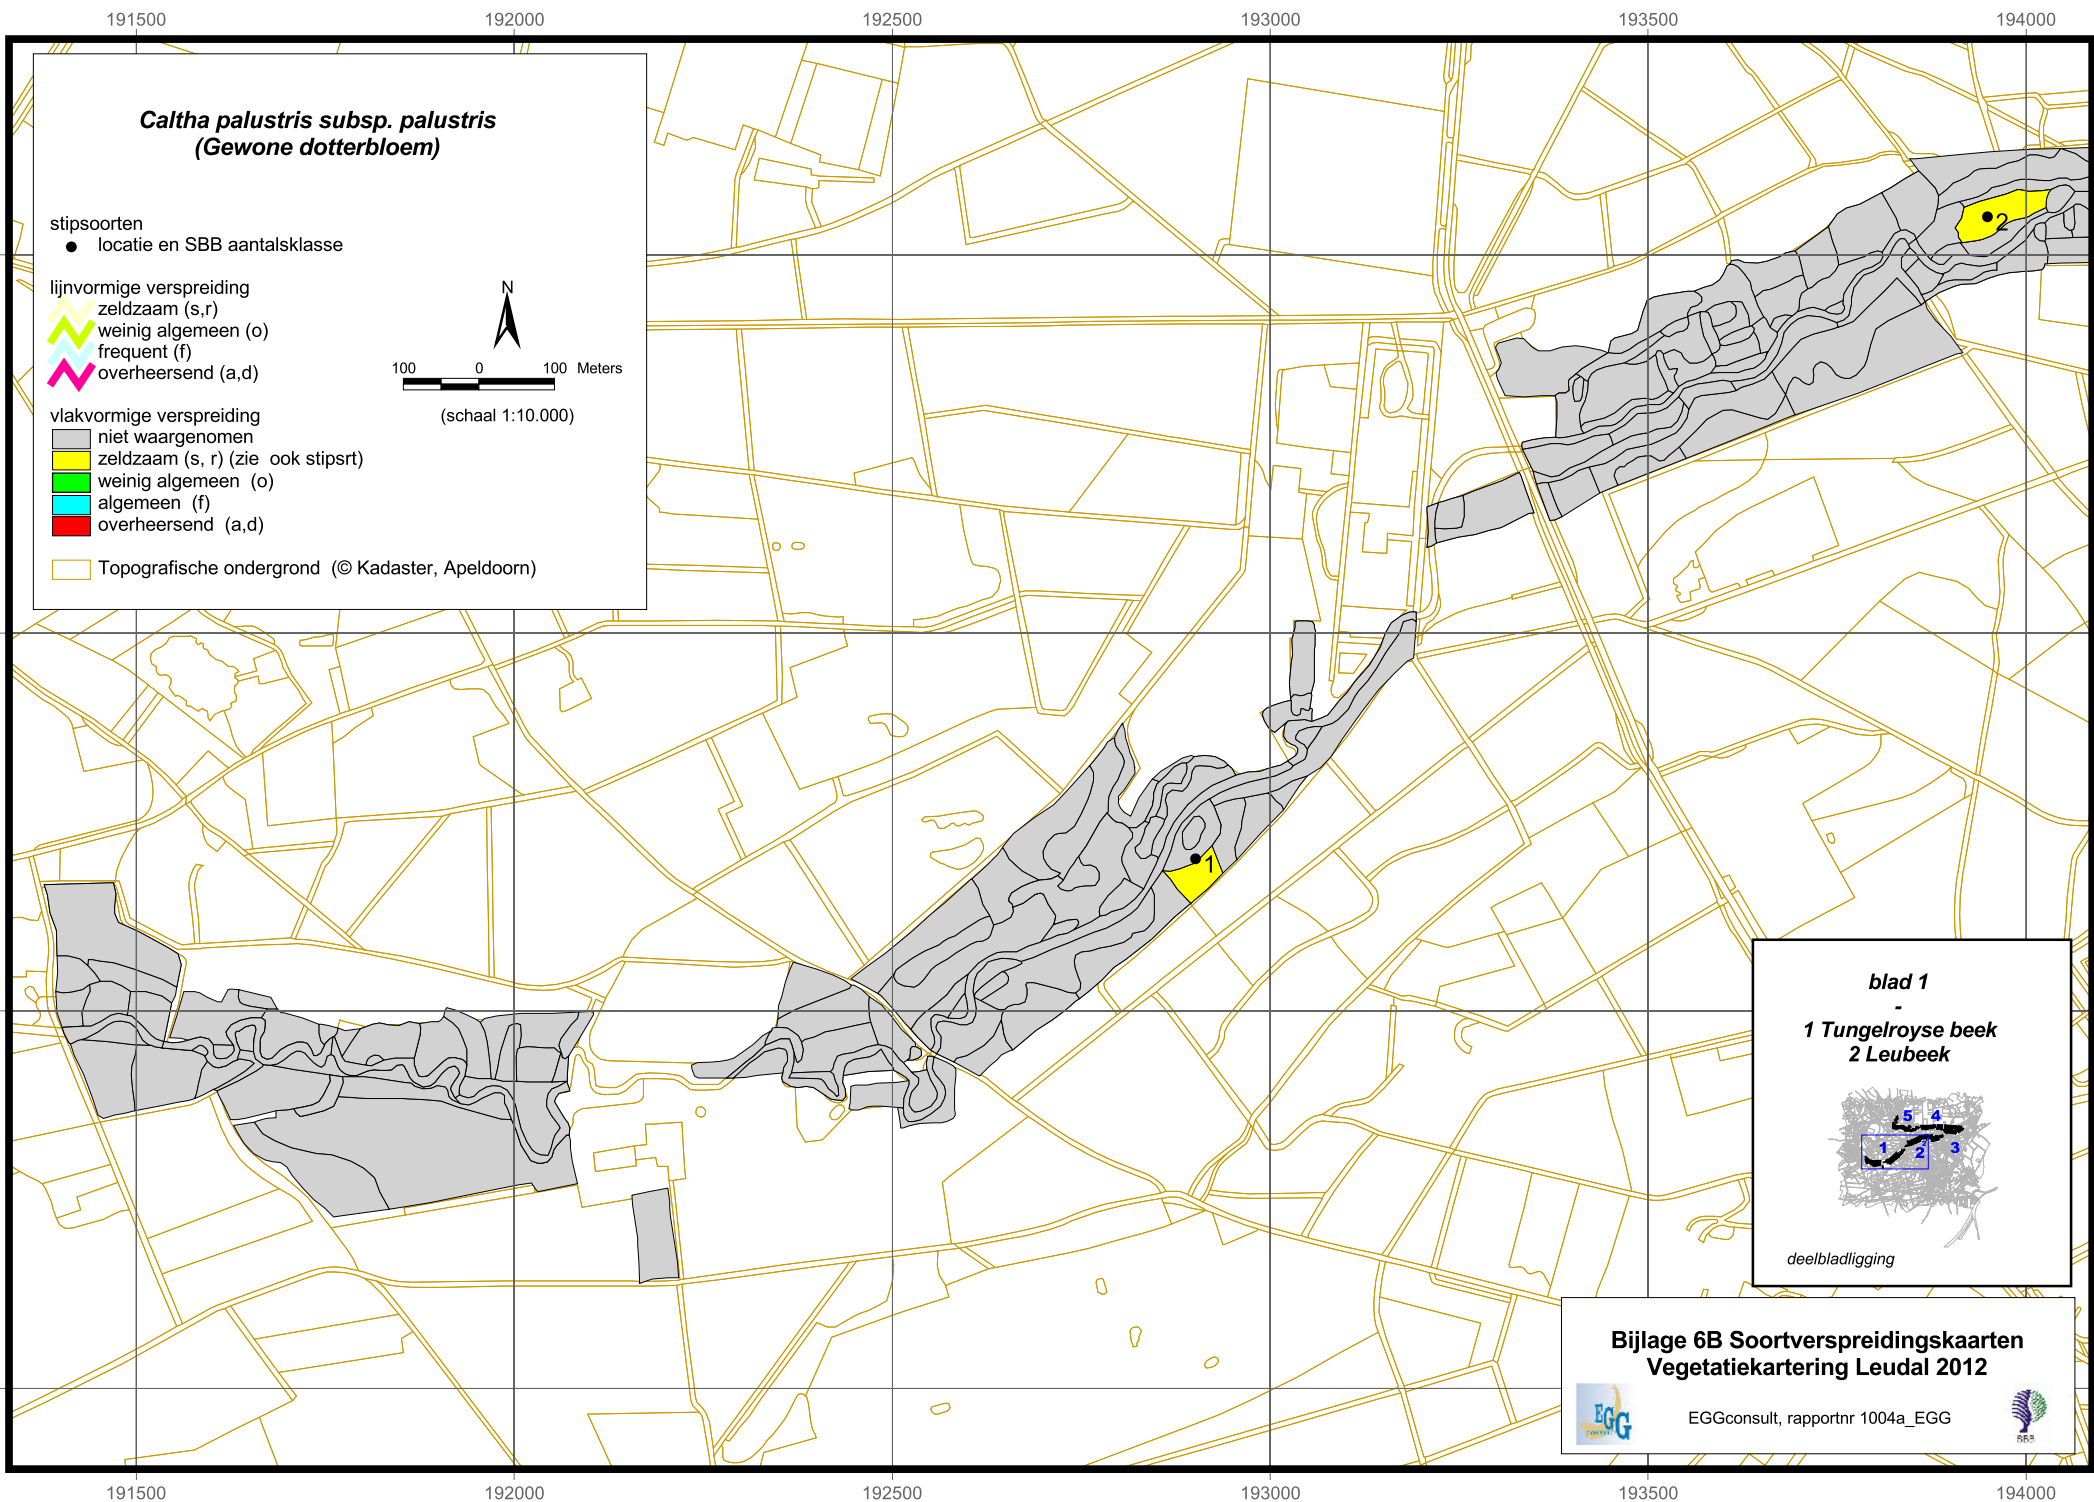 191500 192000 192500 193000 193500 194000
Caltha palustris subsp. palustris
(Gewone dotterbloem)
stipsoorten
locatie en SBB aantalsklasse
lijnvormige verspreiding
zeldzaam (s,r)
weinig algemeen (o)
frequent (f)
overheersend (a,d)
N
100 0 100 Meters
(schaal 1:10.000)
vlakvormige verspreiding
niet waargenomen
zeldzaam (s, r) (zie ook stipsrt)
weinig algemeen (o)
algemeen (f)
overheersend (a,d)
Topografische ondergrond (© Kadaster, Apeldoorn)
2
1
blad 1
-
1 Tungelroyse beek
2 Leubeek
5 4
1 2 2 3
deelbladligging
Bijlage 6B Soortverspreidingskaarten
Vegetatiekartering Leudal 2012
EGG
CONSULT
EGGconsult, rapportnr 1004a_EGG
SBB
191500 192000 192500 193000 193500 194000